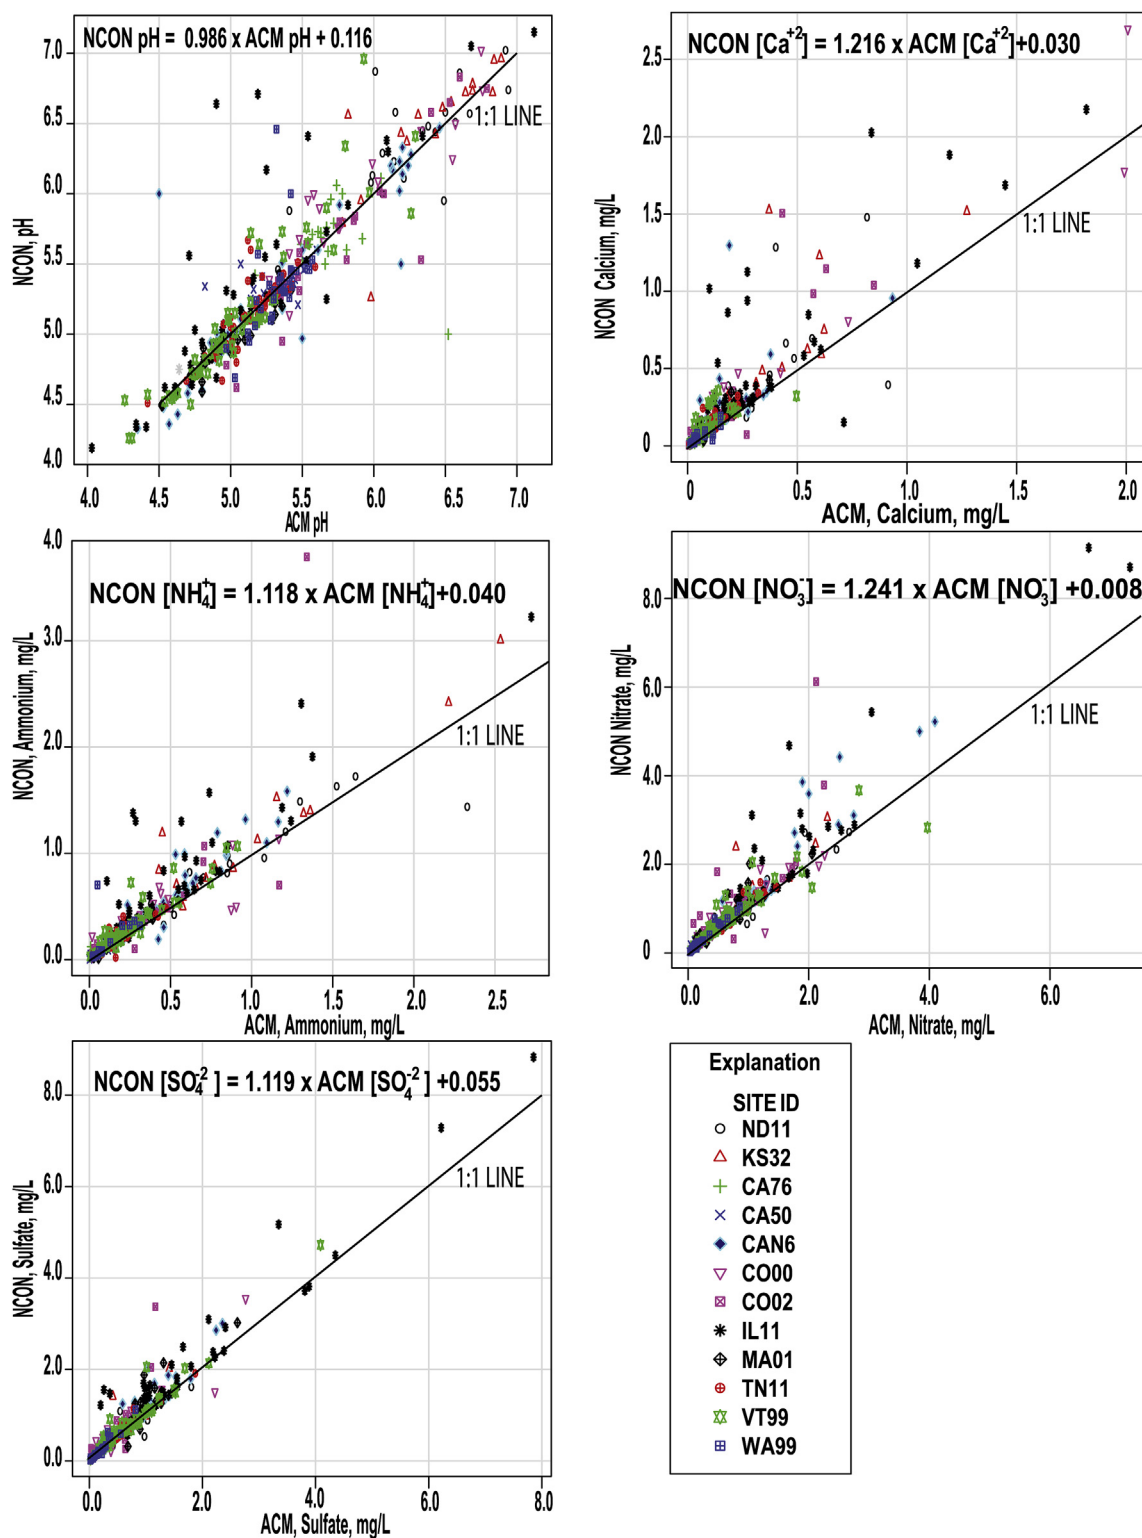 NCON pH = 0.986 x ACM pH + 0.116
7.0
6.5
6.0
5.5
5.0
4.5
4.0
NCON, pH
1:1 LINE
4.0 4.5 5.0 5.5 6.0 6.5 7.0
ACM pH
NCON [Ca+2] = 1.216 x ACM [Ca+2]+0.030
2.5
2.0
1.5
1.0
0.5
0
NCON Calcium, mg/L
1:1 LINE
0 0.5 1.0 1.5 2.0
ACM, Calcium, mg/L
NCON [NH4+] = 1.118 x ACM [NH4+]+0.040
4.0
3.0
2.0
1.0
0.0
NCON, Ammonium, mg/L
1:1 LINE
0.0 0.5 1.0 1.5 2.0 2.5
ACM, Ammonium, mg/L
NCON [NO3-] = 1.241 x ACM [NO3-] +0.008
8.0
6.0
4.0
2.0
0
NCON Nitrate, mg/L
1:1 LINE
0.0 2.0 4.0 6.0
ACM, Nitrate, mg/L
NCON [SO4-2] = 1.119 x ACM [SO4-2] +0.055
8.0
6.0
4.0
2.0
0.0
NCON, Sulfate, mg/L
1:1 LINE
0.0 2.0 4.0 6.0 8.0
ACM, Sulfate, mg/L
Explanation
SITE ID
ND11
KS32
CA76
CA50
CAN6
CO00
CO02
IL11
MA01
TN11
VT99
WA99